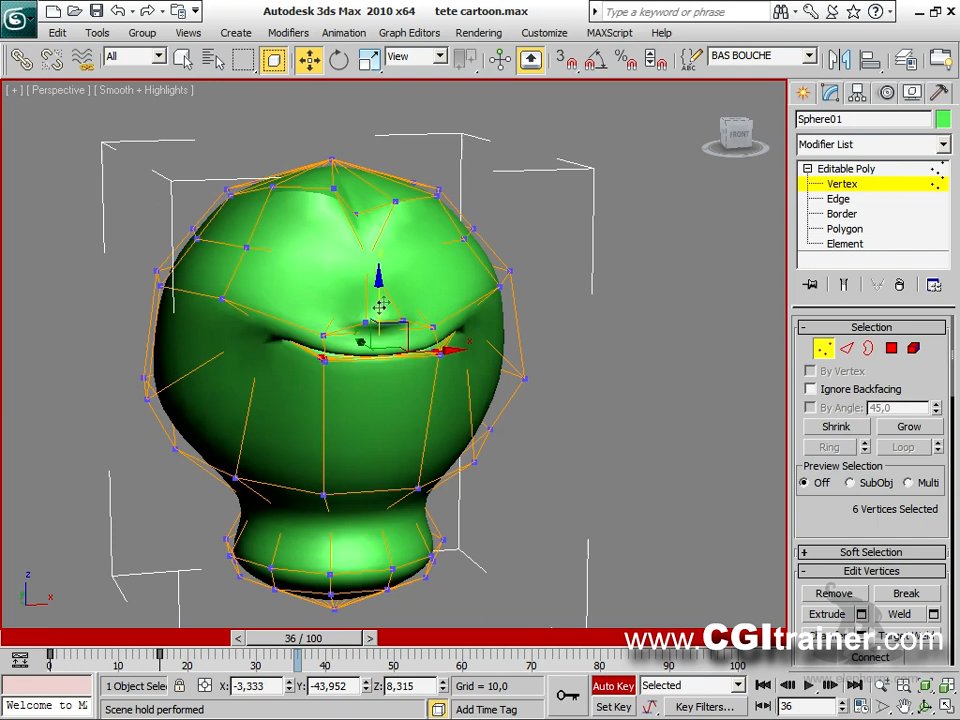 Autodesk 3ds Max 2010 x64 tete cartoon.max
Type a keyword or phrase
Edit Tools Group Views Create Modifiers Animation Graph Editors Rendering Customize MAXScript Help
All View 3 BAS BOUCHE
[ + ] [ Perspective ] [ Smooth + Highlights ]
FRONT
Sphere01
Modifier List
Editable Poly
Vertex
Edge
Border
Polygon
Element
Selection
By Vertex
Ignore Backfacing
By Angle: 45,0
Shrink Grow
Ring Loop
Preview Selection
Off SubObj Multi
6 Vertices Selected
Soft Selection
Edit Vertices
Remove Break
Extrude Weld
Connect
x
z
x
< 36 / 100 >
www.CGItrainer.com
0 10 20 30 40 50 60 70 80 90 100
1 Object Selec X: -3,333 Y: -43,952 Z: 8,315 Grid = 10,0 Auto Key Selected
Welcome to M
Scene hold performed Add Time Tag Set Key Key Filters... 36